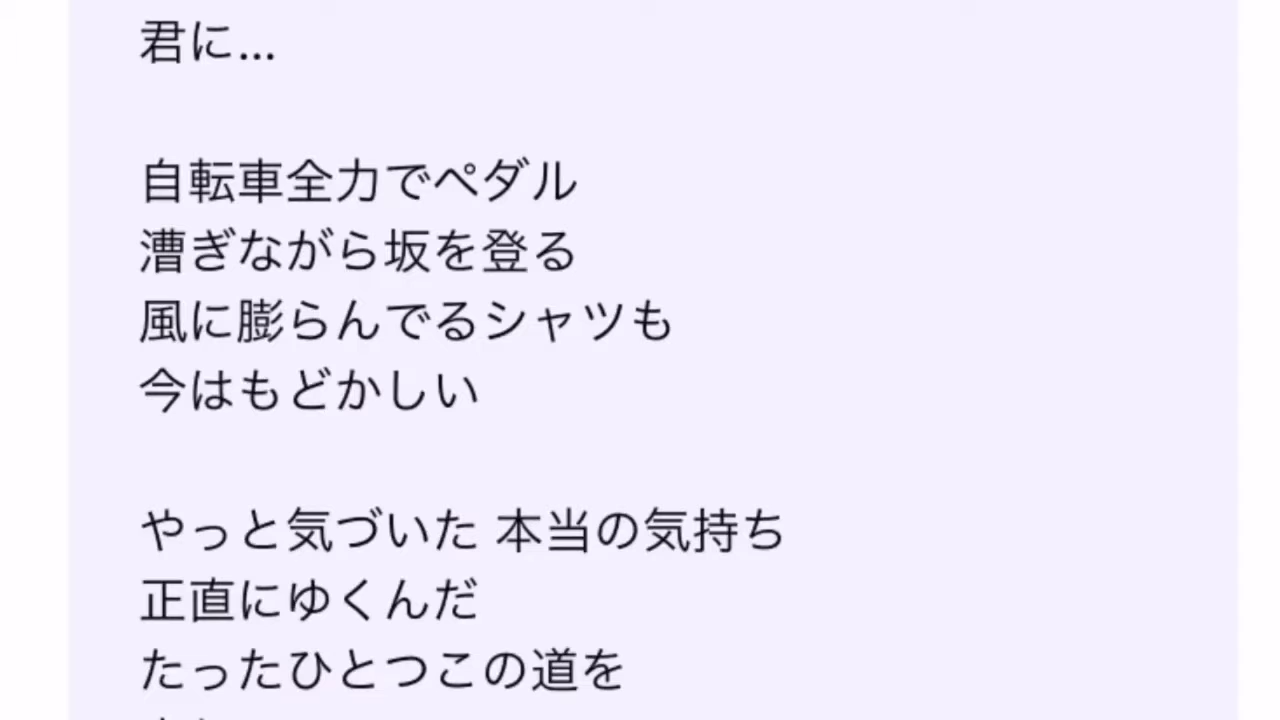 君に...
自転車全力でペダル
漕ぎながら坂を登る
風に膨らんでるシャツも
今はもどかしい
やっと気づいた 本当の気持ち
正直にゆくんだ
たったひとつこの道を